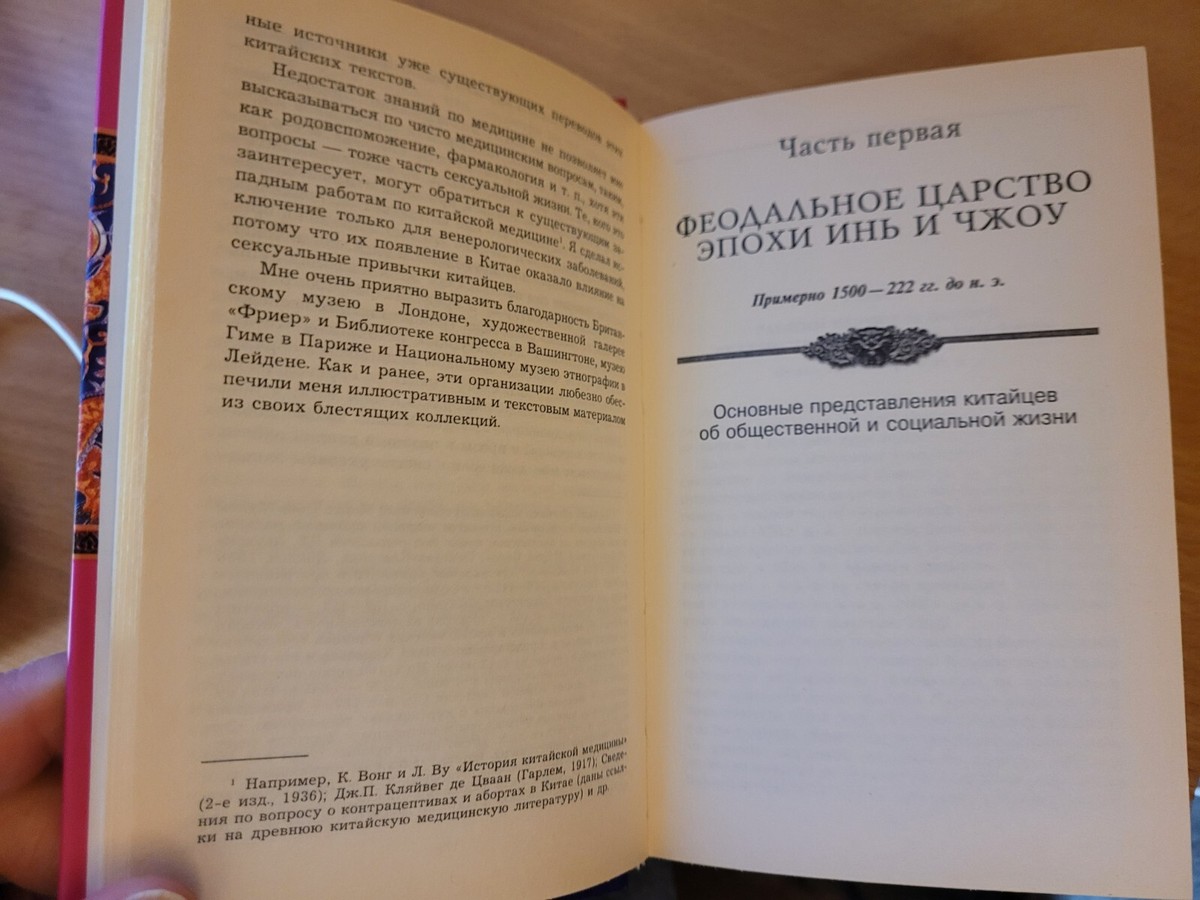 ные источники уже существующих переводов этих
китайских текстов.
Недостаток знаний по медицине не позволяет мне
высказываться по чисто медицинским вопросам, таким,
как родовспоможение, фармакология и т. п., хотя эти
вопросы — тоже часть сексуальной жизни. Те, кого это
заинтересует, могут обратиться к существующим за-
падным работам по китайской медицине¹. Я сделал ис-
ключение только для венерологических заболеваний,
потому что их появление в Китае оказало влияние на
сексуальные привычки китайцев.
Мне очень приятно выразить благодарность Британ-
скому музею в Лондоне, художественной галерее
«Фриер» и Библиотеке конгресса в Вашингтоне, музею
Гиме в Париже и Национальному музею этнографии в
Лейдене. Как и ранее, эти организации любезно обес-
печили меня иллюстративным и текстовым материалом
из своих блестящих коллекций.
¹ Например, К. Вонг и Л. Ву «История китайской медицины»
(2-е изд., 1936); Дж.П. Кляйвег де Цваан (Гарлем, 1917); Сведе-
ния по вопросу о контрацептивах и абортах в Китае (даны ссыл-
ки на древнюю китайскую медицинскую литературу) и др.
Часть первая
ФЕОДАЛЬНОЕ ЦАРСТВО
ЭПОХИ ИНЬ И ЧЖОУ
Примерно 1500—222 гг. до н. э.
Основные представления китайцев
об общественной и социальной жизни